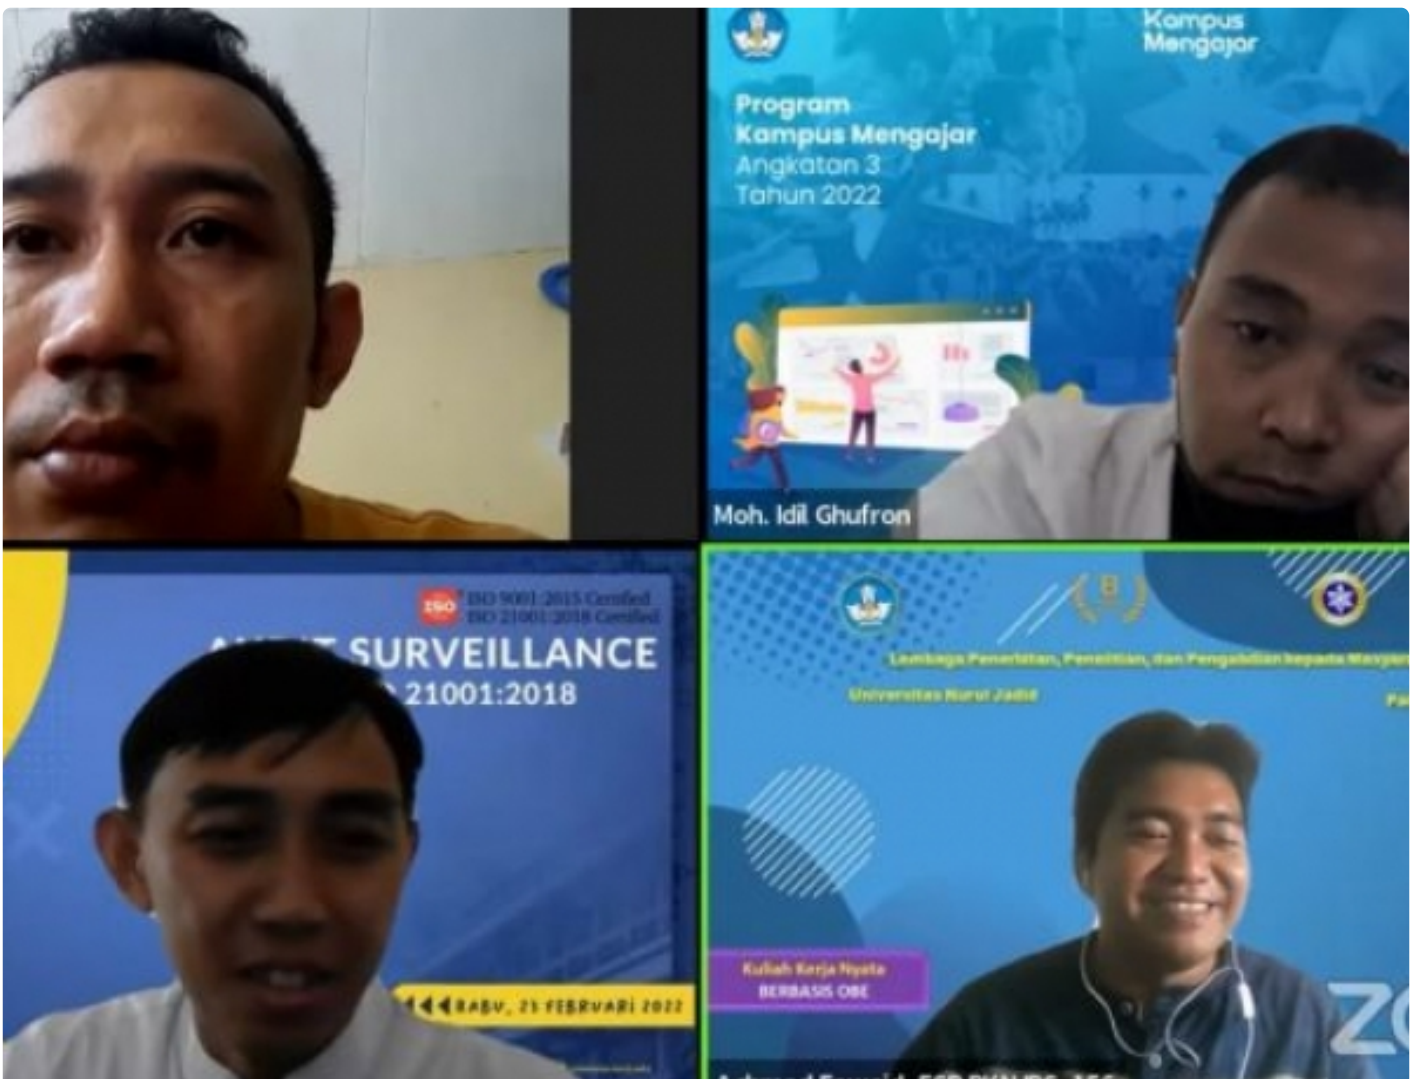 Kampus
Mengajar
Program
Kampus Mengajar
Angkatan 3
Tahun 2022
Moh. Idil Ghufron
ISO
ISO 9001:2015 Certified
ISO 21001:2018 Certified
SURVEILLANCE
21001:2018
RABU, 23 FEBRUARI 2022
Lembaga Penerbitan, Penelitian, dan Pengabdian kepada
Universitas Nurul Jadid
Kuliah Kerja Nyata
BERBASIS OBE